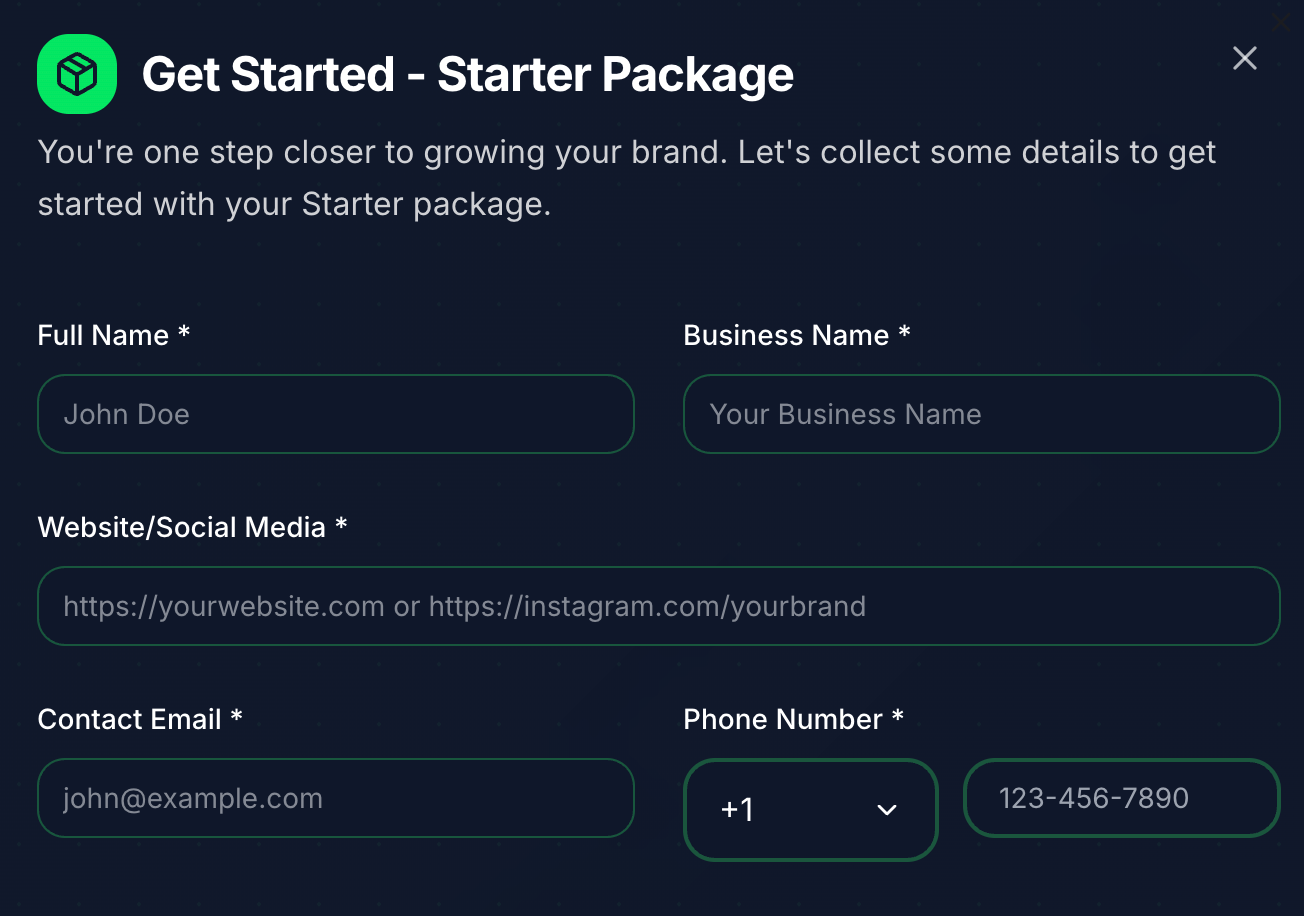 Get Started - Starter Package
You're one step closer to growing your brand. Let's collect some details to get
started with your Starter package.
Full Name *
Business Name *
John Doe
Your Business Name
Website/Social Media *
https://yourwebsite.com or https://instagram.com/yourbrand
Contact Email *
Phone Number *
john@example.com
+1
123-456-7890